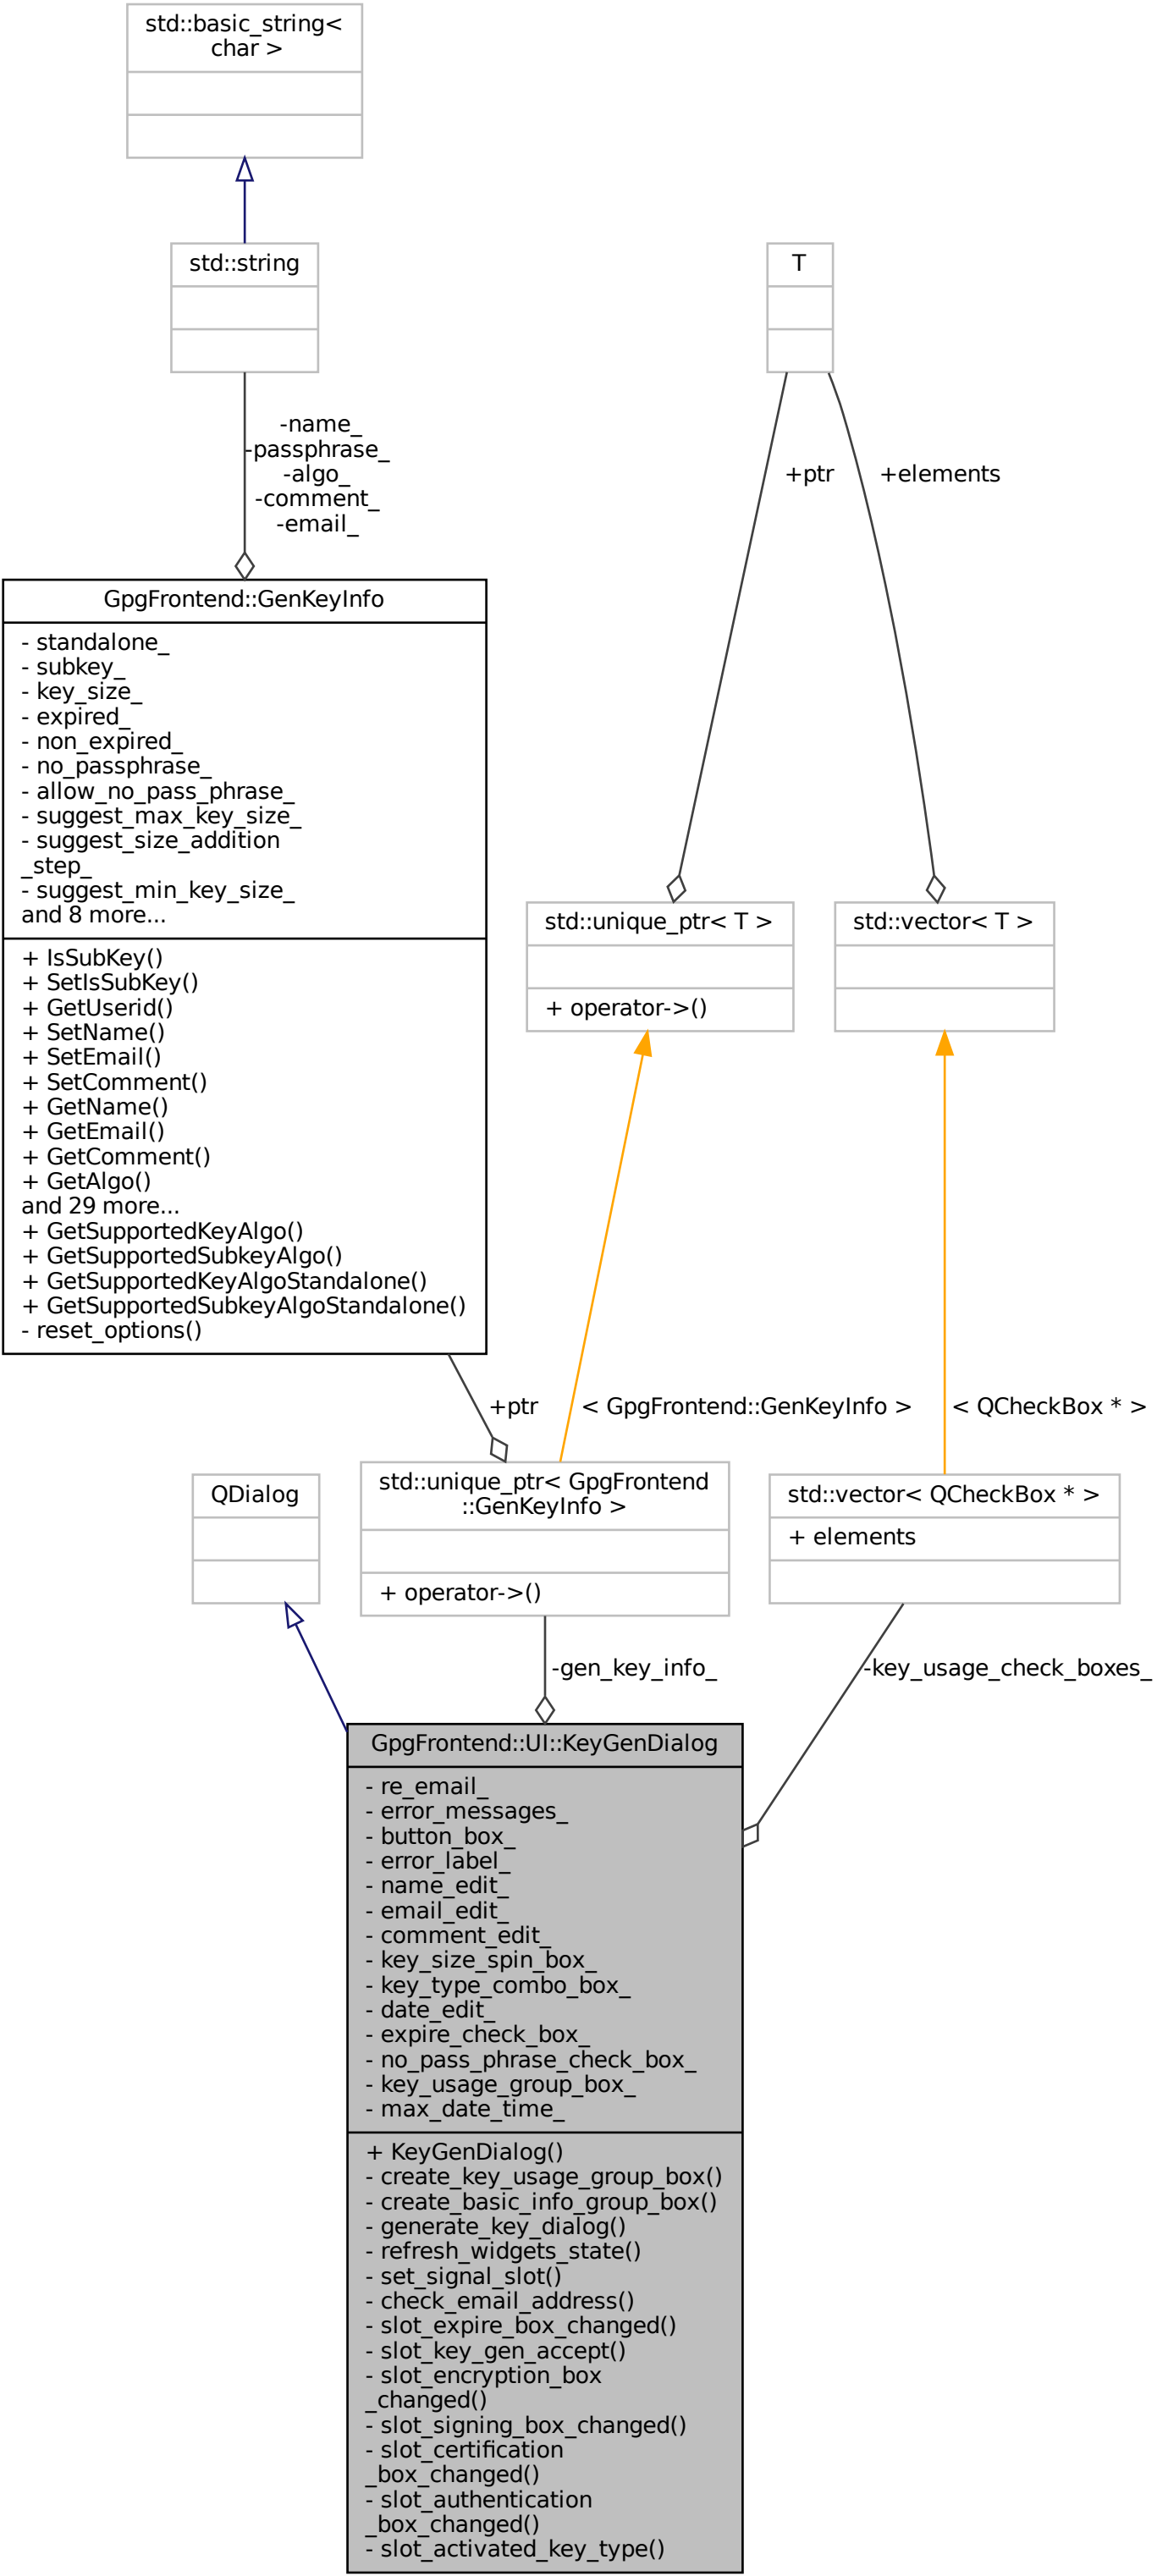 std::basic_string<
char >
std::string
T
-name_
-passphrase_
-algo_
-comment_
-email_
+ptr
+elements
GpgFrontend::GenKeyInfo
- standalone_
- subkey_
- key_size_
- expired_
- non_expired_
- no_passphrase_
- allow_no_pass_phrase_
- suggest_max_key_size_
- suggest_size_addition
_step_
- suggest_min_key_size_
and 8 more...
+ IsSubKey()
+ SetIsSubKey()
+ GetUserid()
+ SetName()
+ SetEmail()
+ SetComment()
+ GetName()
+ GetEmail()
+ GetComment()
+ GetAlgo()
and 29 more...
+ GetSupportedKeyAlgo()
+ GetSupportedSubkeyAlgo()
+ GetSupportedKeyAlgoStandalone()
+ GetSupportedSubkeyAlgoStandalone()
- reset_options()
std::unique_ptr< T >
+ operator->()
std::vector< T >
+ptr
< GpgFrontend::GenKeyInfo >
< QCheckBox * >
QDialog
std::unique_ptr< GpgFrontend
::GenKeyInfo >
+ operator->()
std::vector< QCheckBox * >
+ elements
-gen_key_info_
-key_usage_check_boxes_
GpgFrontend::UI::KeyGenDialog
- re_email_
- error_messages_
- button_box_
- error_label_
- name_edit_
- email_edit_
- comment_edit_
- key_size_spin_box_
- key_type_combo_box_
- date_edit_
- expire_check_box_
- no_pass_phrase_check_box_
- key_usage_group_box_
- max_date_time_
+ KeyGenDialog()
- create_key_usage_group_box()
- create_basic_info_group_box()
- generate_key_dialog()
- refresh_widgets_state()
- set_signal_slot()
- check_email_address()
- slot_expire_box_changed()
- slot_key_gen_accept()
- slot_encryption_box
_changed()
- slot_signing_box_changed()
- slot_certification
_box_changed()
- slot_authentication
_box_changed()
- slot_activated_key_type()